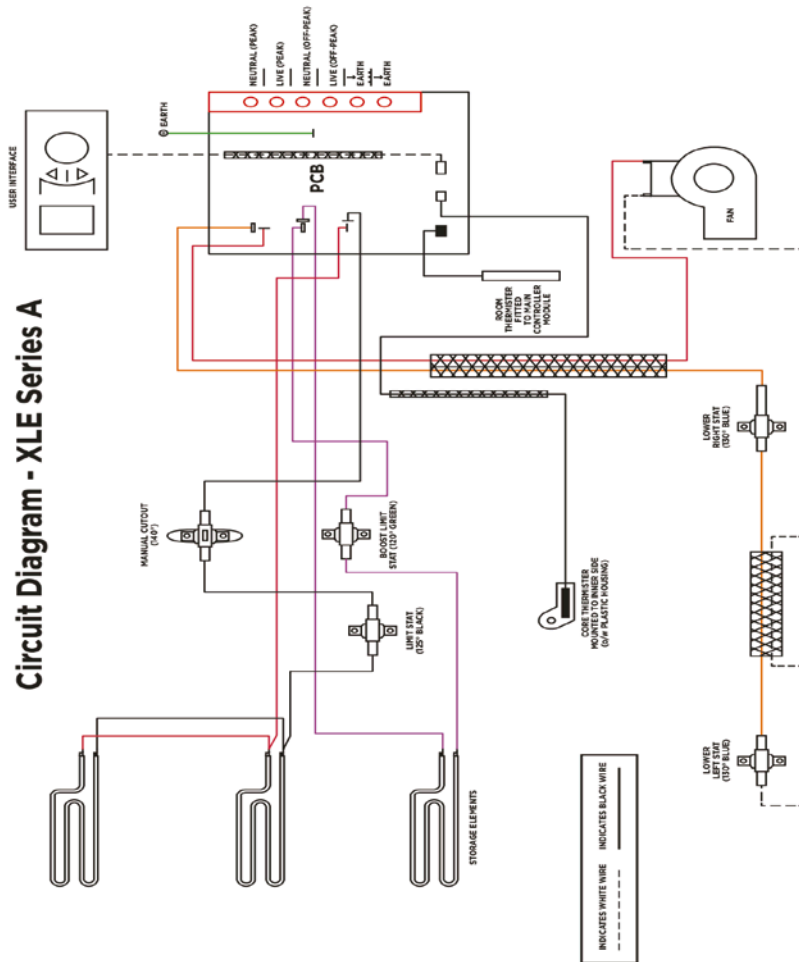 Circuit Diagram - XLE Series A
USER INTERFACE
EARTH
NEUTRAL (PEAK)
LIVE (PEAK)
NEUTRAL (OFF-PEAK)
LIVE (OFF-PEAK)
EARTH
EARTH
PCB
ROOM
THERMISTER
FITTED
TO MAIN
CONTROLLER
MODULE
FAN
MANUAL CUTOUT
(140°)
BOOST LIMIT
STAT (120° GREEN)
LIMIT STAT
(125° BLACK)
CORE THERMISTER
MOUNTED TO INNER SIDE
(D/W PLASTIC HOUSING)
LOWER
RIGHT STAT
(130° BLUE)
LOWER
LEFT STAT
(130° BLUE)
STORAGE ELEMENTS
INDICATES WHITE WIRE
INDICATES BLACK WIRE